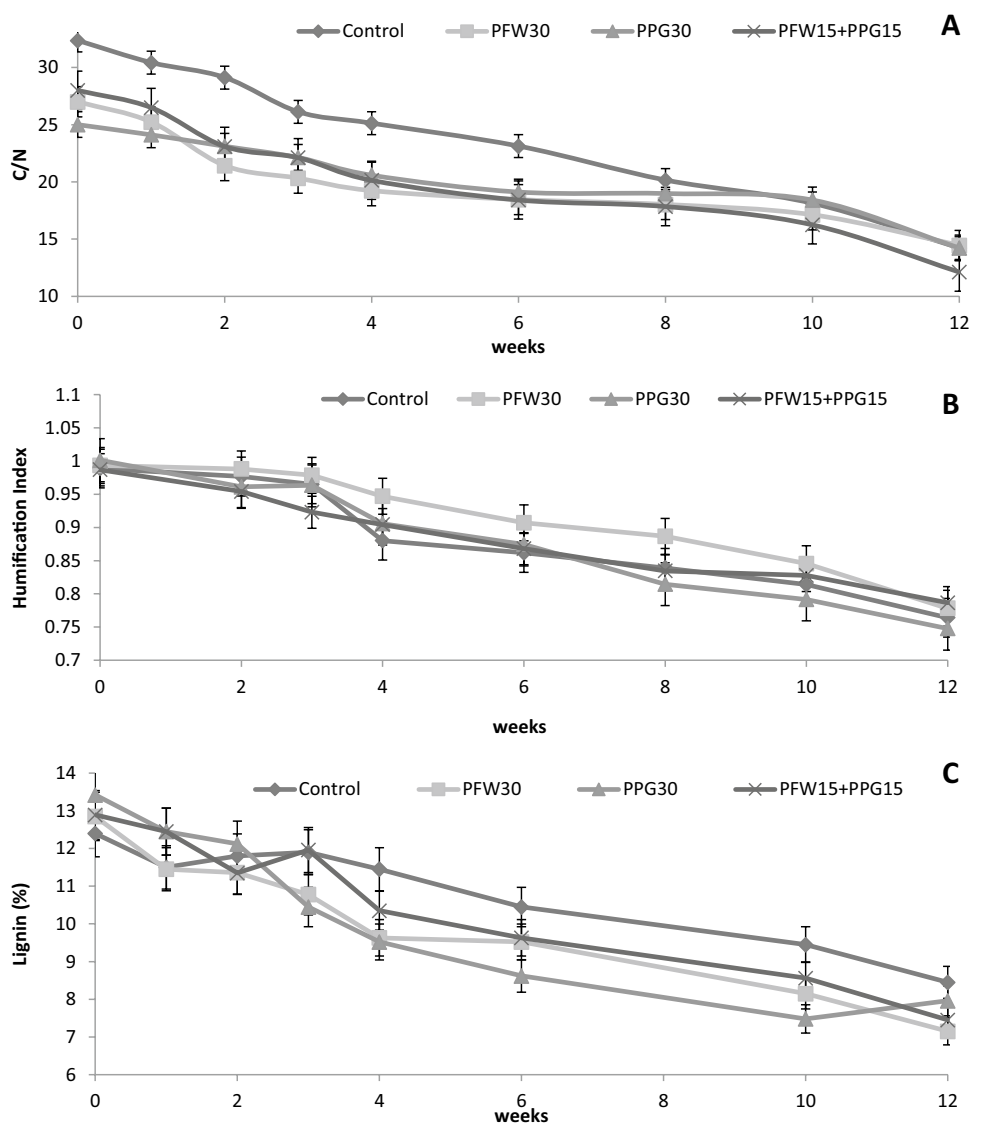 Control PFW30 PPG30 PFW15+PPG15 A
C/N
30
25
20
15
10
0 2 4 6 8 10 12
weeks
Control PFW30 PPG30 PFW15+PPG15 B
Humification Index
1.1
1.05
1
0.95
0.9
0.85
0.8
0.75
0.7
0 2 4 6 8 10 12
weeks
Control PFW30 PPG30 PFW15+PPG15 C
Lignin (%)
14
13
12
11
10
9
8
7
6
0 2 4 6 8 10 12
weeks